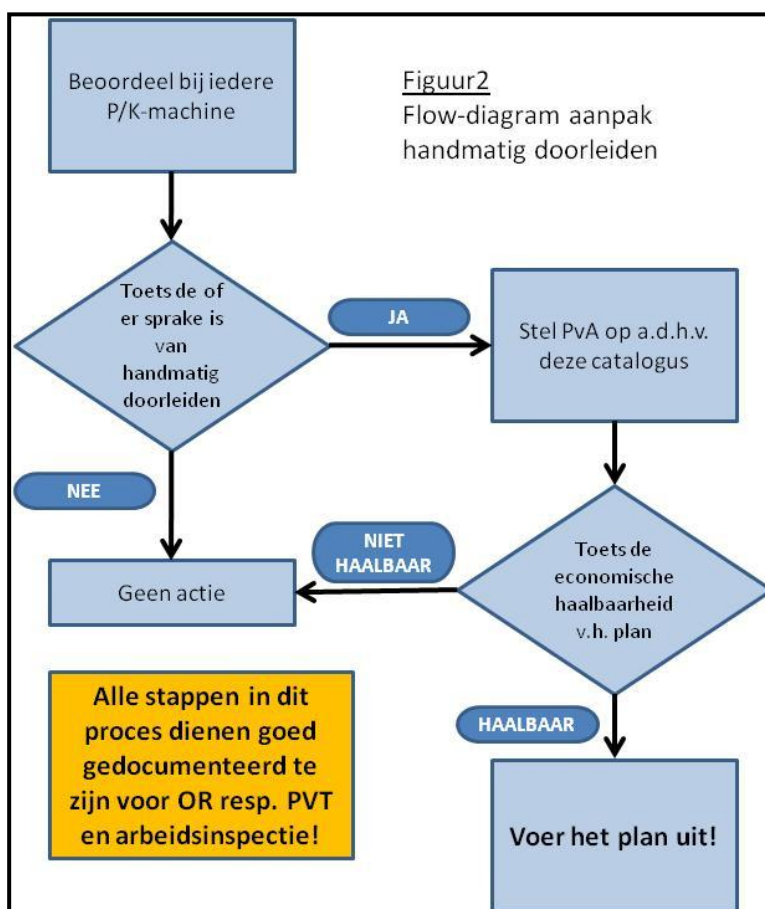 Beoordeel bij iedere
P/K-machine
Figuur2
Flow-diagram aanpak
handmatig doorleiden
Toets de of
er sprake is
van
handmatig
doorleiden
JA
Stel PvA op a.d.h.v.
deze catalogus
NEE
NIET
HAALBAAR
Geen actie
Toets de
economische
haalbaarheid
v.h. plan
Alle stappen in dit
proces dienen goed
gedocumenteerd te
zijn voor OR resp. PVT
en arbeidsinspectie!
HAALBAAR
Voer het plan uit!